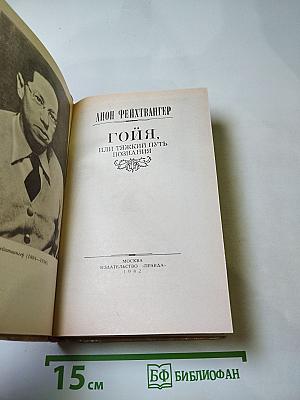 ЛИОН ФЕЙХТВАНГЕР
ГОЙЯ,
ИЛИ ТЯЖКИЙ ПУТЬ
ПОЗНАНИЯ
МОСКВА
ИЗДАТЕЛЬСТВО «ПРАВДА»
1982
15 см
БФ БИБЛИОФАН